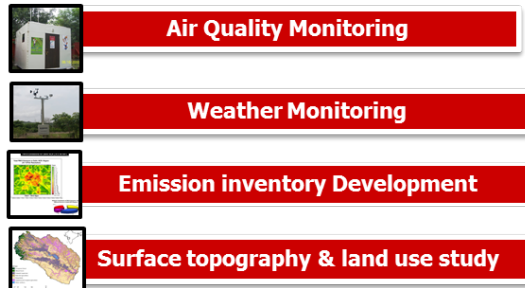 Air Quality Monitoring
Weather Monitoring
Emission inventory Development
Surface topography & land use study